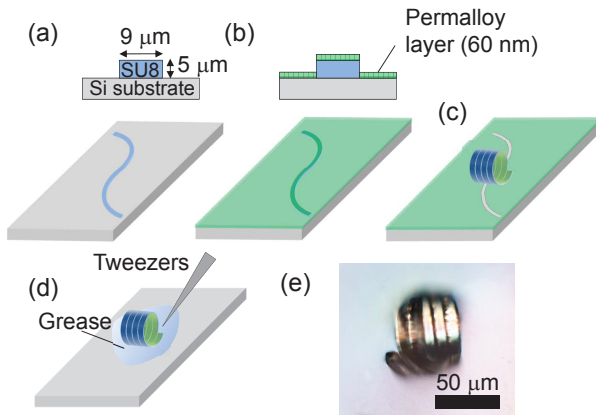 (a)
9 μm
SU8
5 μm
Si substrate
(b)
Permalloy
layer (60 nm)
(c)
(d)
Tweezers
Grease
(e)
50 μm